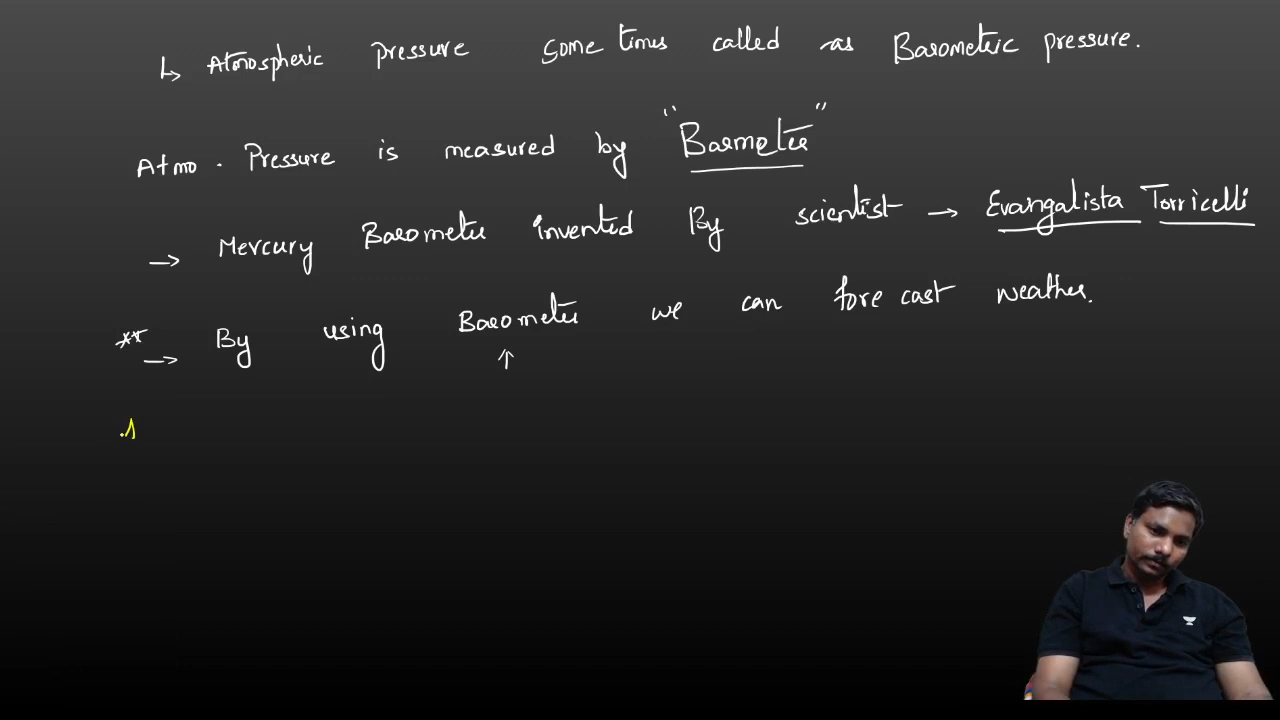 ↳ Atmospheric pressure some times called as Barometric pressure.
Atmo. Pressure is measured by "Barmeter"
→ Mercury Barometer invented By scientist → Evangalista Torricelli
** → By using Barometer we can fore cast weather.